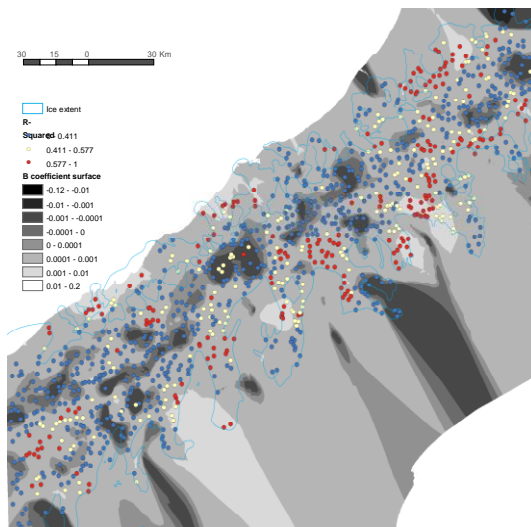 30 15 0 30 Km
Ice extent
R-
Squared
0 - 0.411
0.411 - 0.577
0.577 - 1
B coefficient surface
-0.12 - -0.01
-0.01 - -0.001
-0.001 - -0.0001
-0.0001 - 0
0 - 0.0001
0.0001 - 0.001
0.001 - 0.01
0.01 - 0.2